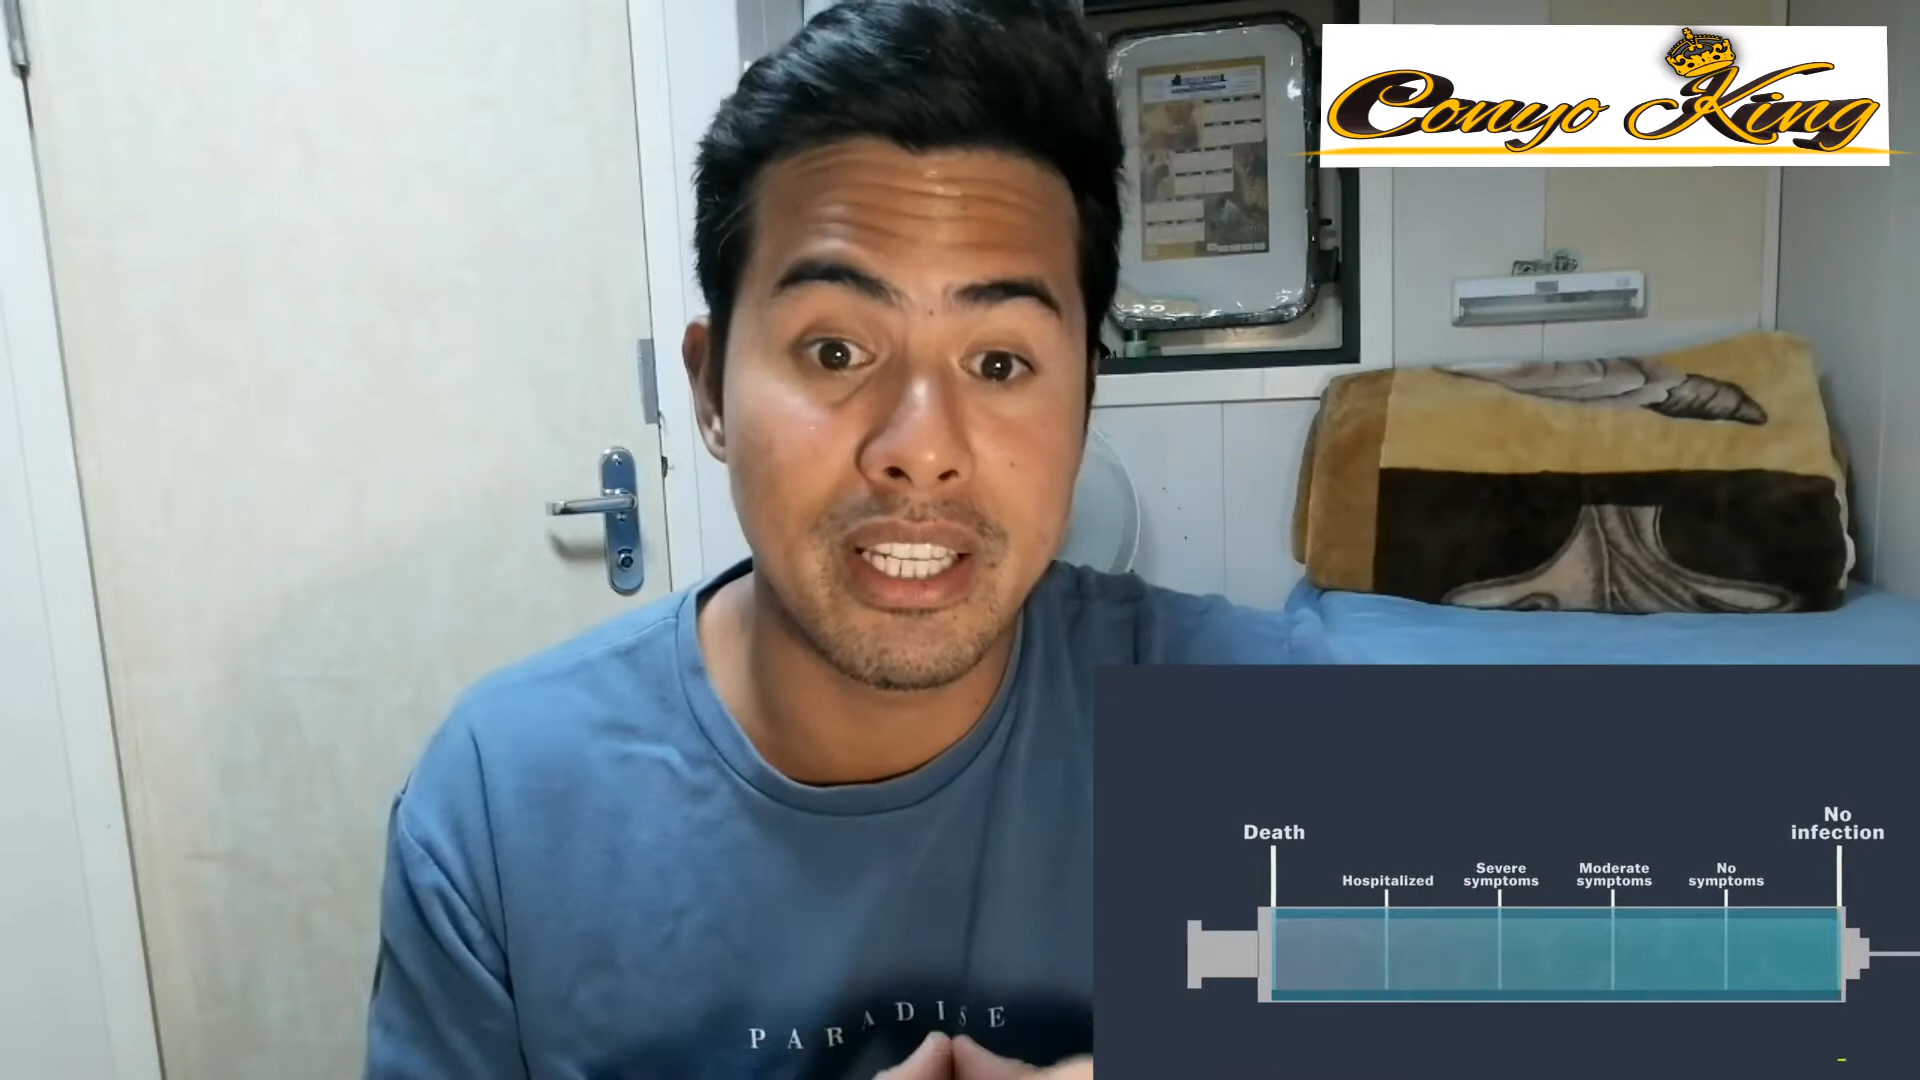 Conyo King
PARADISE
Death
No
infection
Hospitalized
Severe
symptoms
Moderate
symptoms
No
symptoms